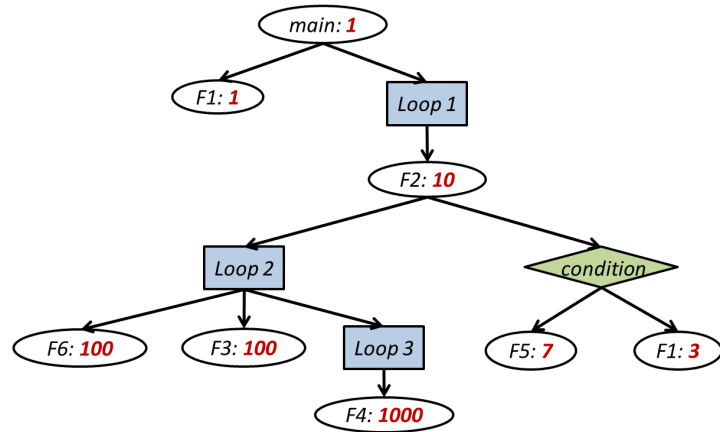 main: 1
F1: 1
Loop 1
F2: 10
Loop 2
condition
F6: 100
F3: 100
Loop 3
F5: 7
F1: 3
F4: 1000